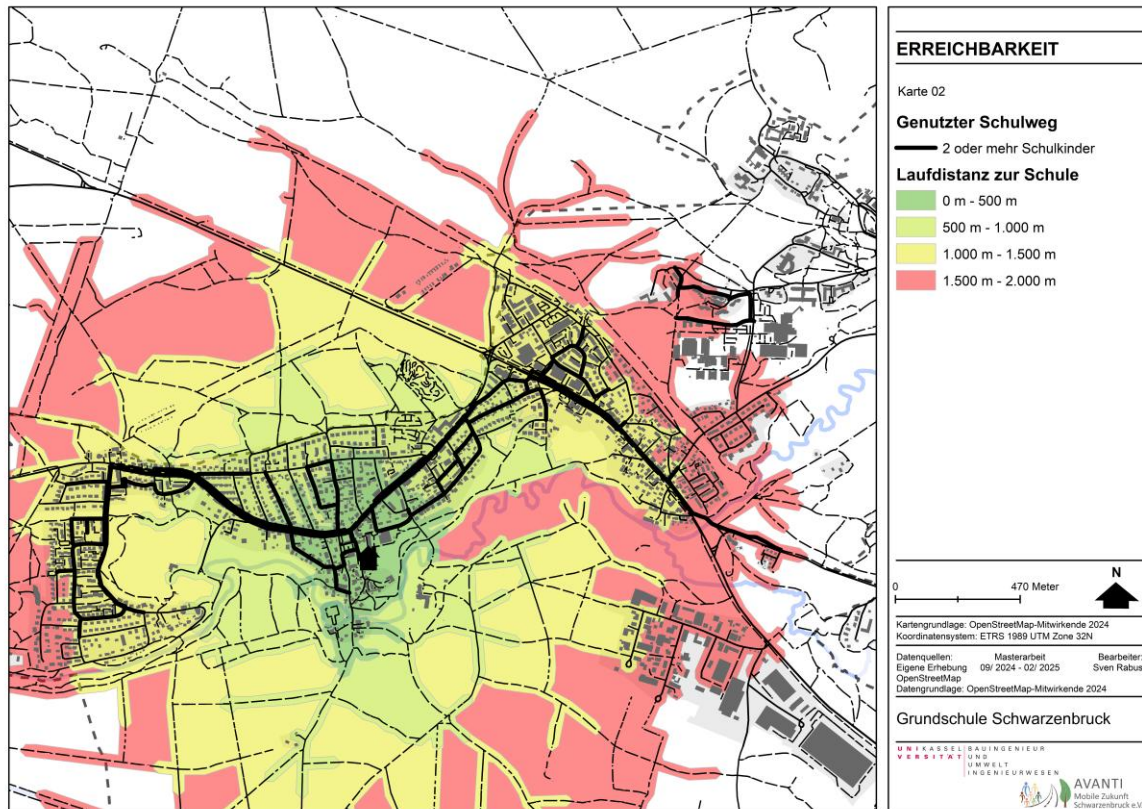 ERREICHBARKEIT
Karte 02
Genutzter Schulweg
2 oder mehr Schulkinder
Laufdistanz zur Schule
0 m - 500 m
500 m - 1.000 m
1.000 m - 1.500 m
1.500 m - 2.000 m
0 470 Meter
N
Kartengrundlage: OpenStreetMap-Mitwirkende 2024
Koordinatensystem: ETRS 1989 UTM Zone 32N
Datenquellen: Masterarbeit Bearbeiter:
Eigene Erhebung 09/ 2024 - 02/ 2025 Sven Rabus
OpenStreetMap
Datengrundlage: OpenStreetMap-Mitwirkende 2024
Grundschule Schwarzenbruck
UNIKASSEL BAUINGENIEUR
VERSITÄT UND
UMWELT
INGENIEURWESEN
AVANTI
Mobile Zukunft
Schwarzenbruck e.V.